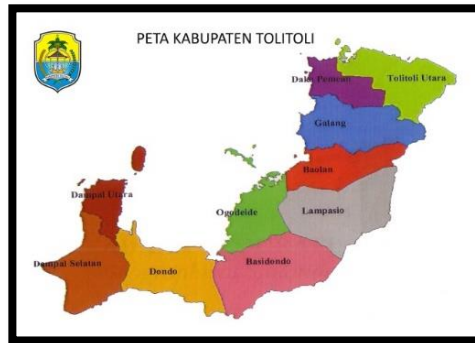 PETA KABUPATEN TOLITOLI
Tolitoli Utara
Dako Pemean
Galang
Baolan
Dampal Utara
Ogodeide
Lampasio
Dampal Selatan
Dondo
Basidondo